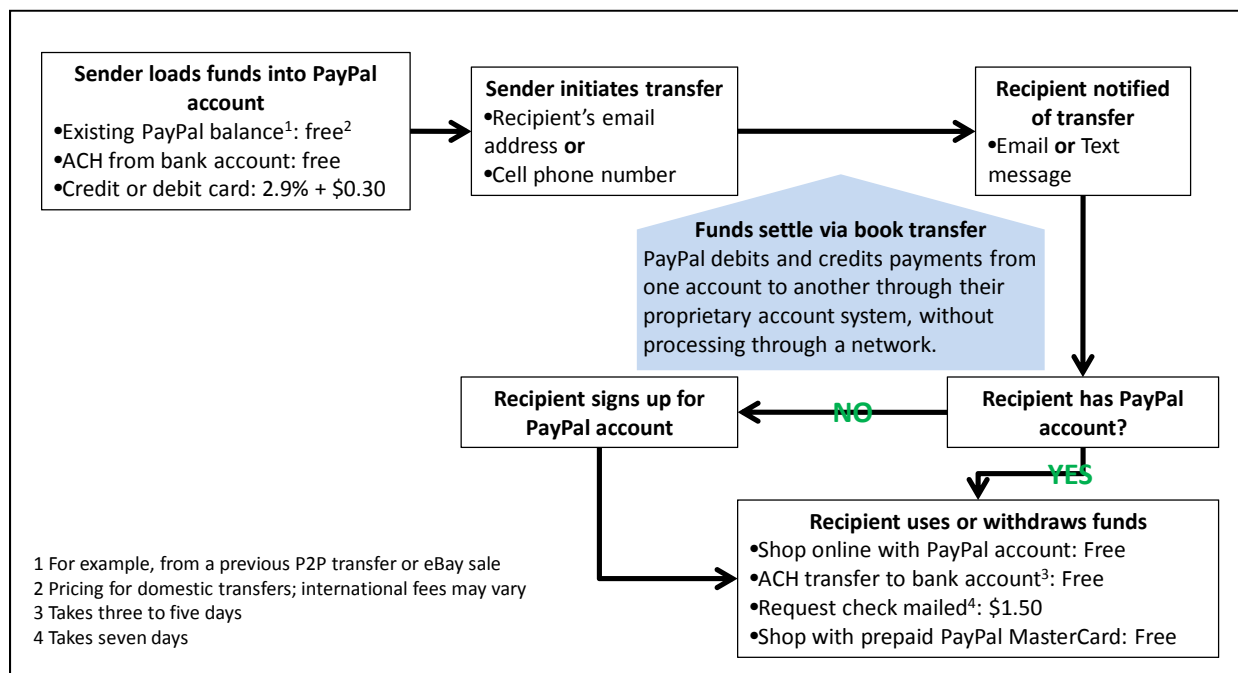 Sender loads funds into PayPal
account
•Existing PayPal balance¹: free²
•ACH from bank account: free
•Credit or debit card: 2.9% + $0.30
Sender initiates transfer
•Recipient's email
address or
•Cell phone number
Recipient notified
of transfer
•Email or Text
message
Funds settle via book transfer
PayPal debits and credits payments from
one account to another through their
proprietary account system, without
processing through a network.
Recipient signs up for
PayPal account
NO
Recipient has PayPal
account?
YES
Recipient uses or withdraws funds
•Shop online with PayPal account: Free
•ACH transfer to bank account³: Free
•Request check mailed⁴: $1.50
•Shop with prepaid PayPal MasterCard: Free
1 For example, from a previous P2P transfer or eBay sale
2 Pricing for domestic transfers; international fees may vary
3 Takes three to five days
4 Takes seven days